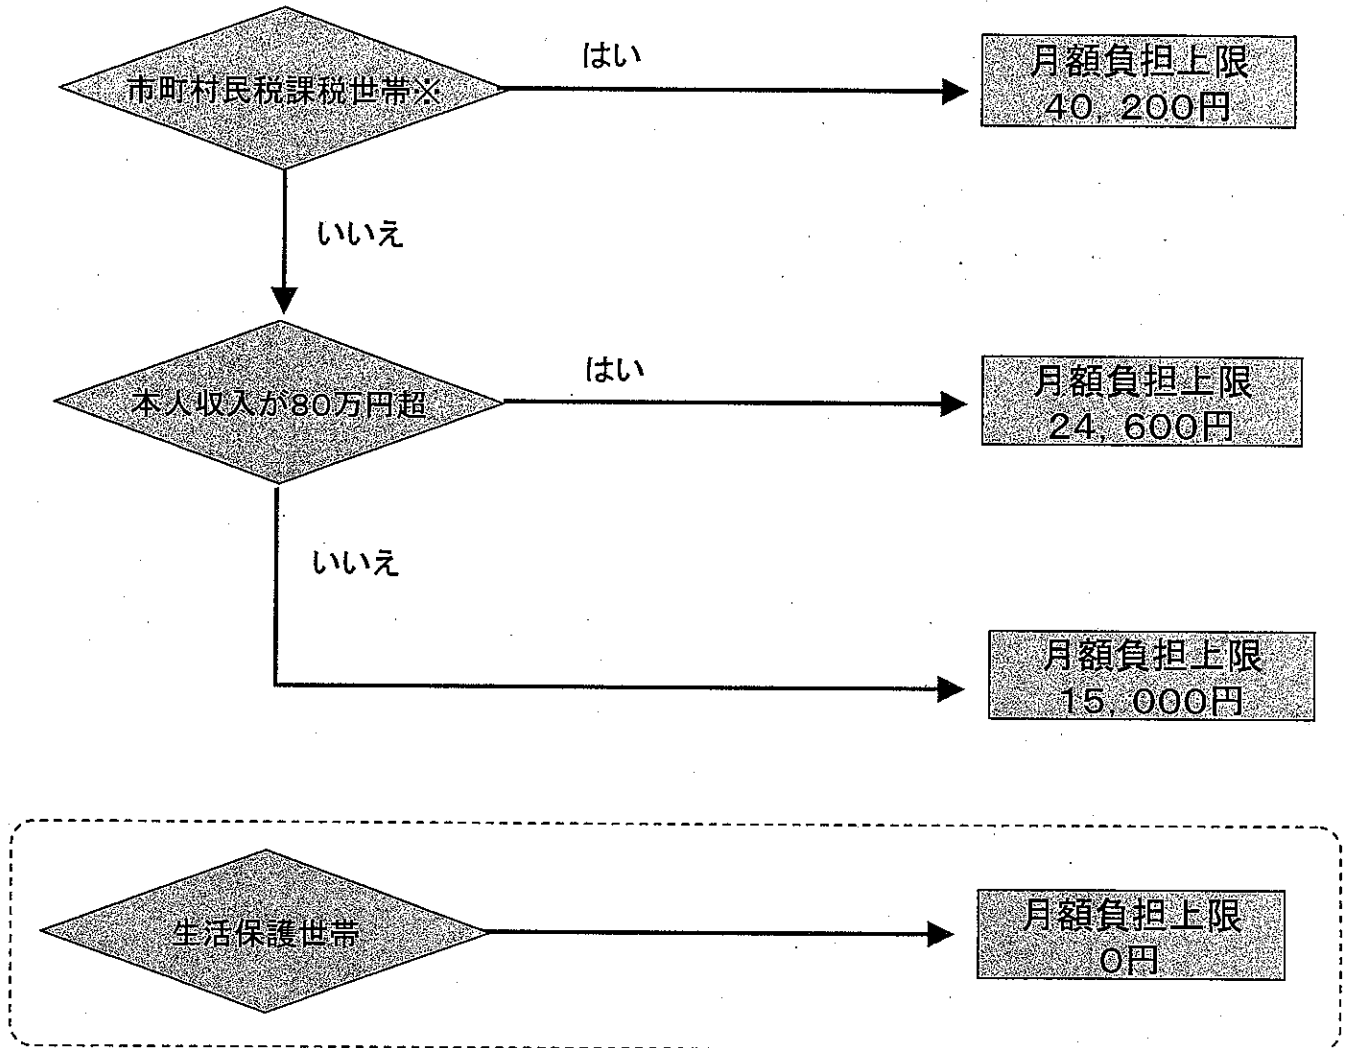 市町村民税課税世帯※
はい
月額負担上限
40,200円
いいえ
本人収入か80万円超
はい
月額負担上限
24,600円
いいえ
月額負担上限
15,000円
生活保護世帯
月額負担上限
0円